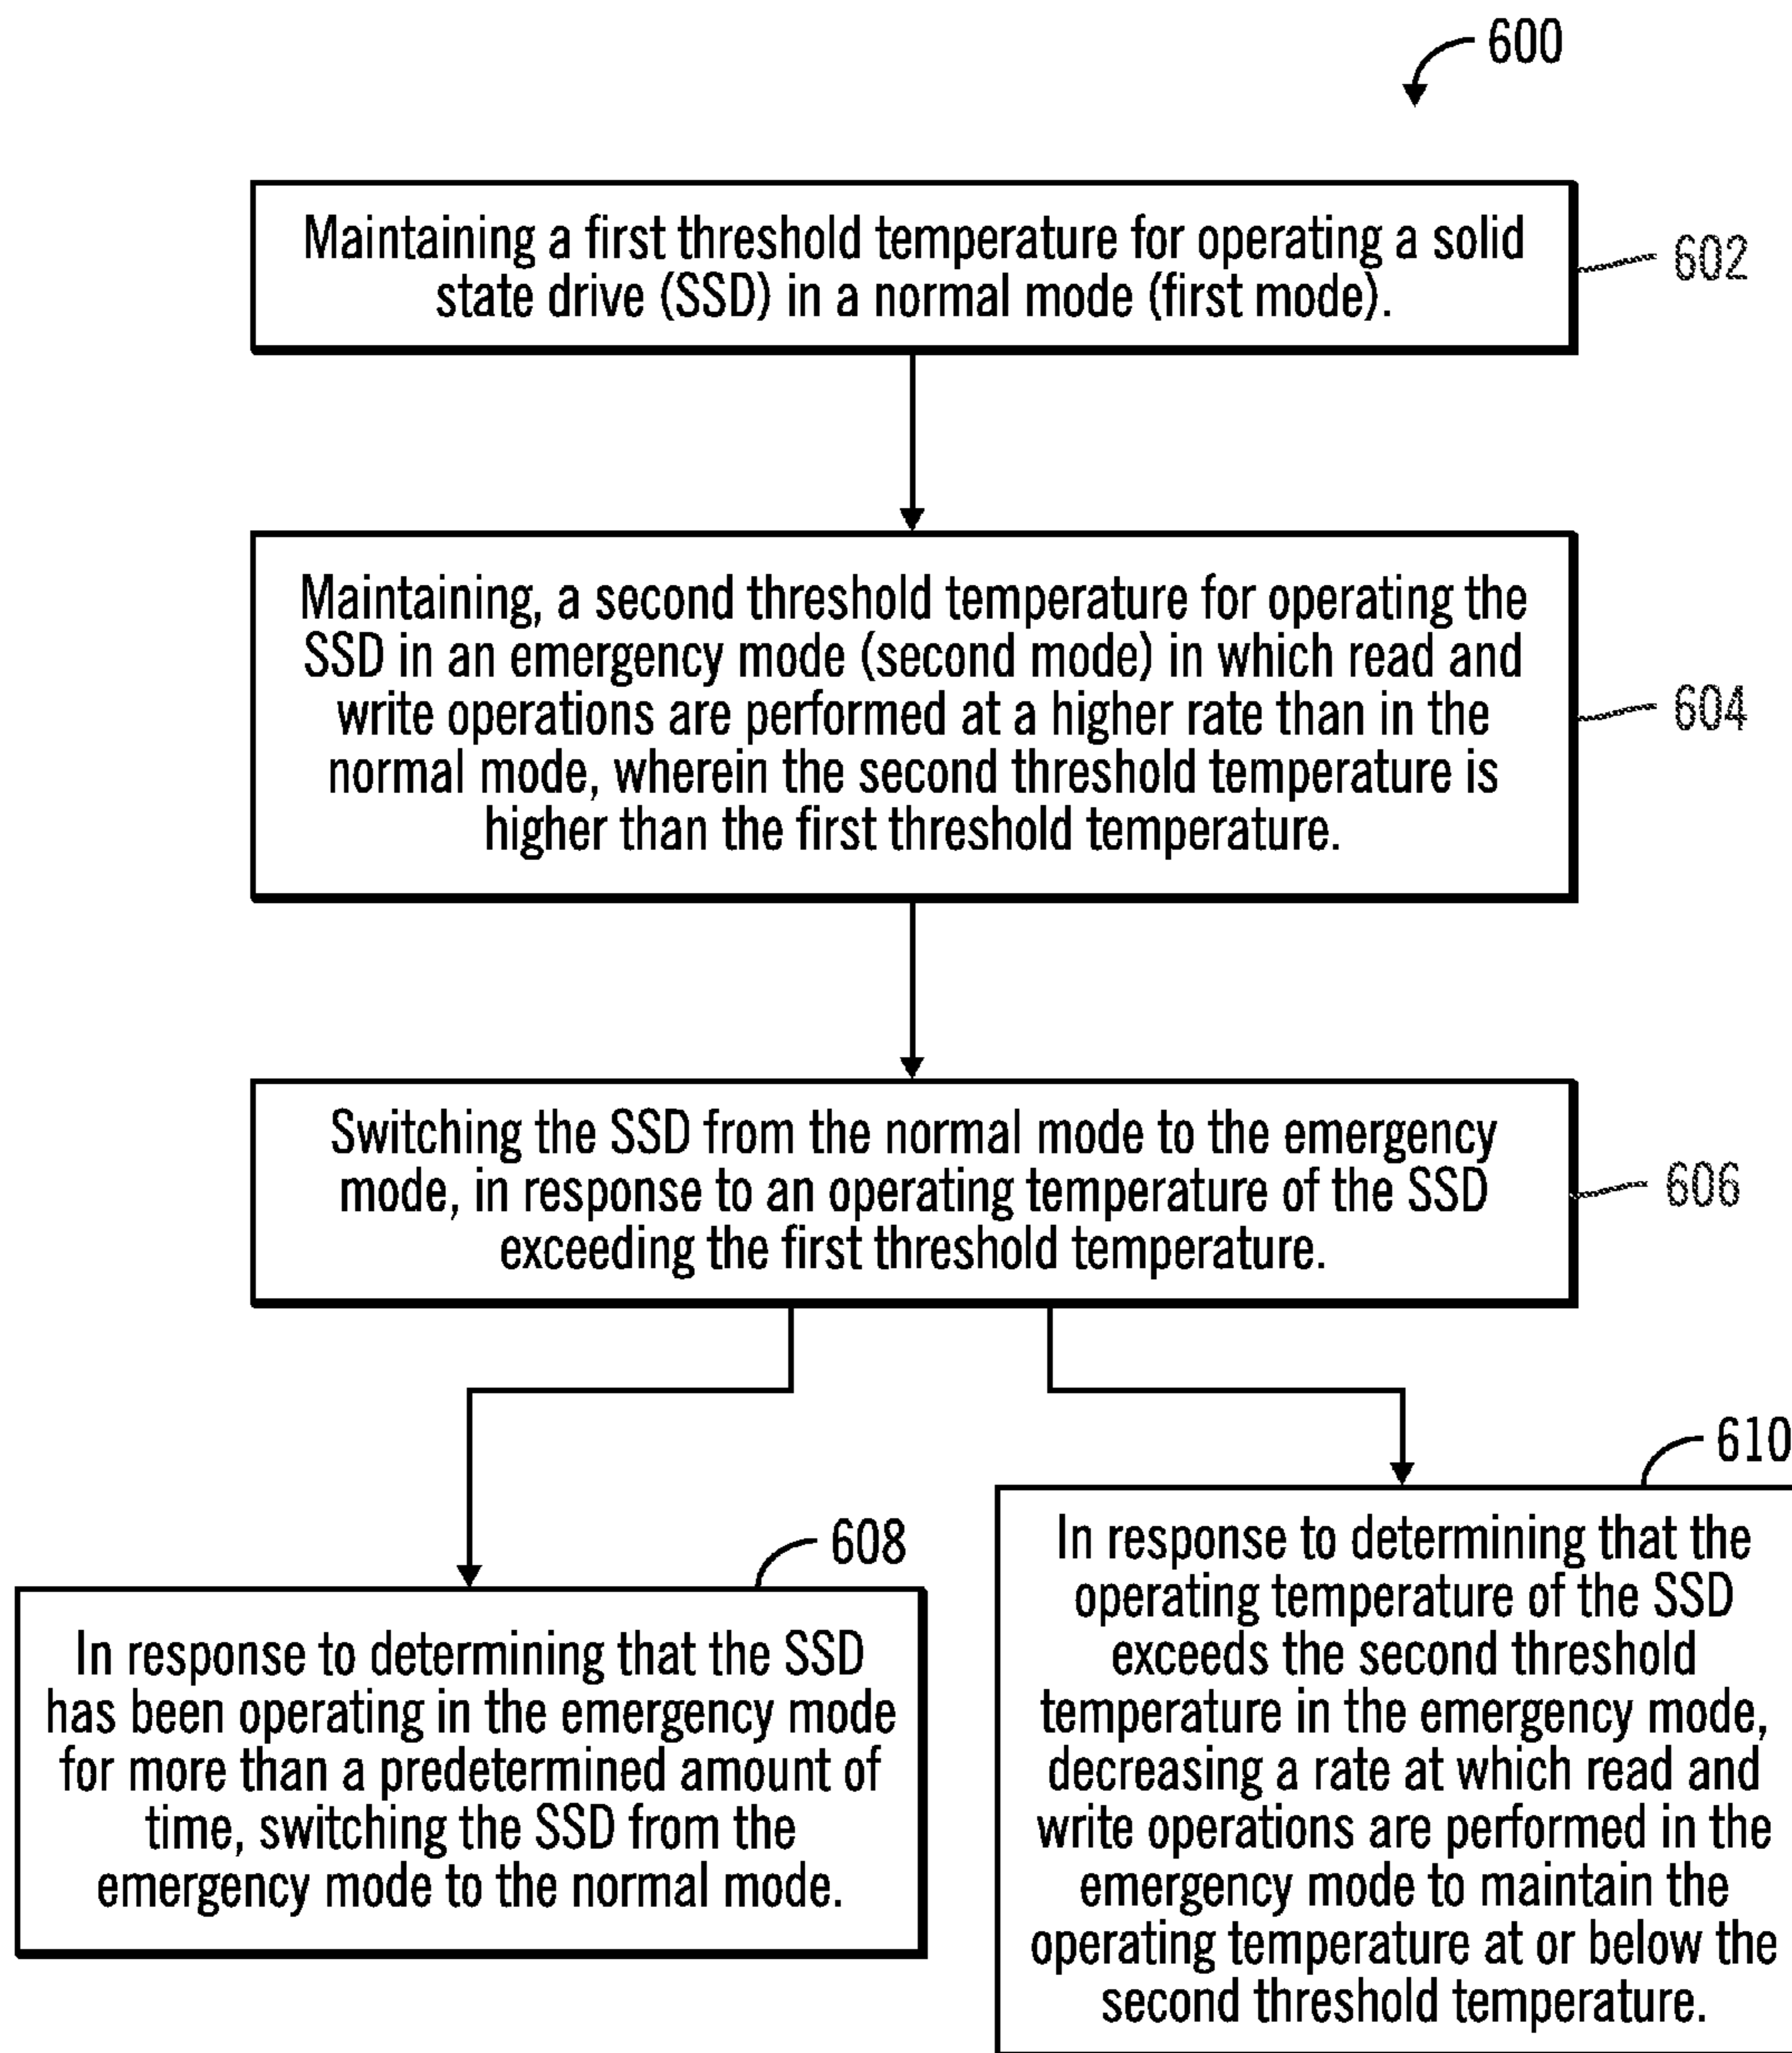 600
Maintaining a first threshold temperature for operating a solid
state drive (SSD) in a normal mode (first mode).
602
Maintaining, a second threshold temperature for operating the
SSD in an emergency mode (second mode) in which read and
write operations are performed at a higher rate than in the
normal mode, wherein the second threshold temperature is
higher than the first threshold temperature.
604
Switching the SSD from the normal mode to the emergency
mode, in response to an operating temperature of the SSD
exceeding the first threshold temperature.
606
608
In response to determining that the SSD
has been operating in the emergency mode
for more than a predetermined amount of
time, switching the SSD from the
emergency mode to the normal mode.
610
In response to determining that the
operating temperature of the SSD
exceeds the second threshold
temperature in the emergency mode,
decreasing a rate at which read and
write operations are performed in the
emergency mode to maintain the
operating temperature at or below the
second threshold temperature.